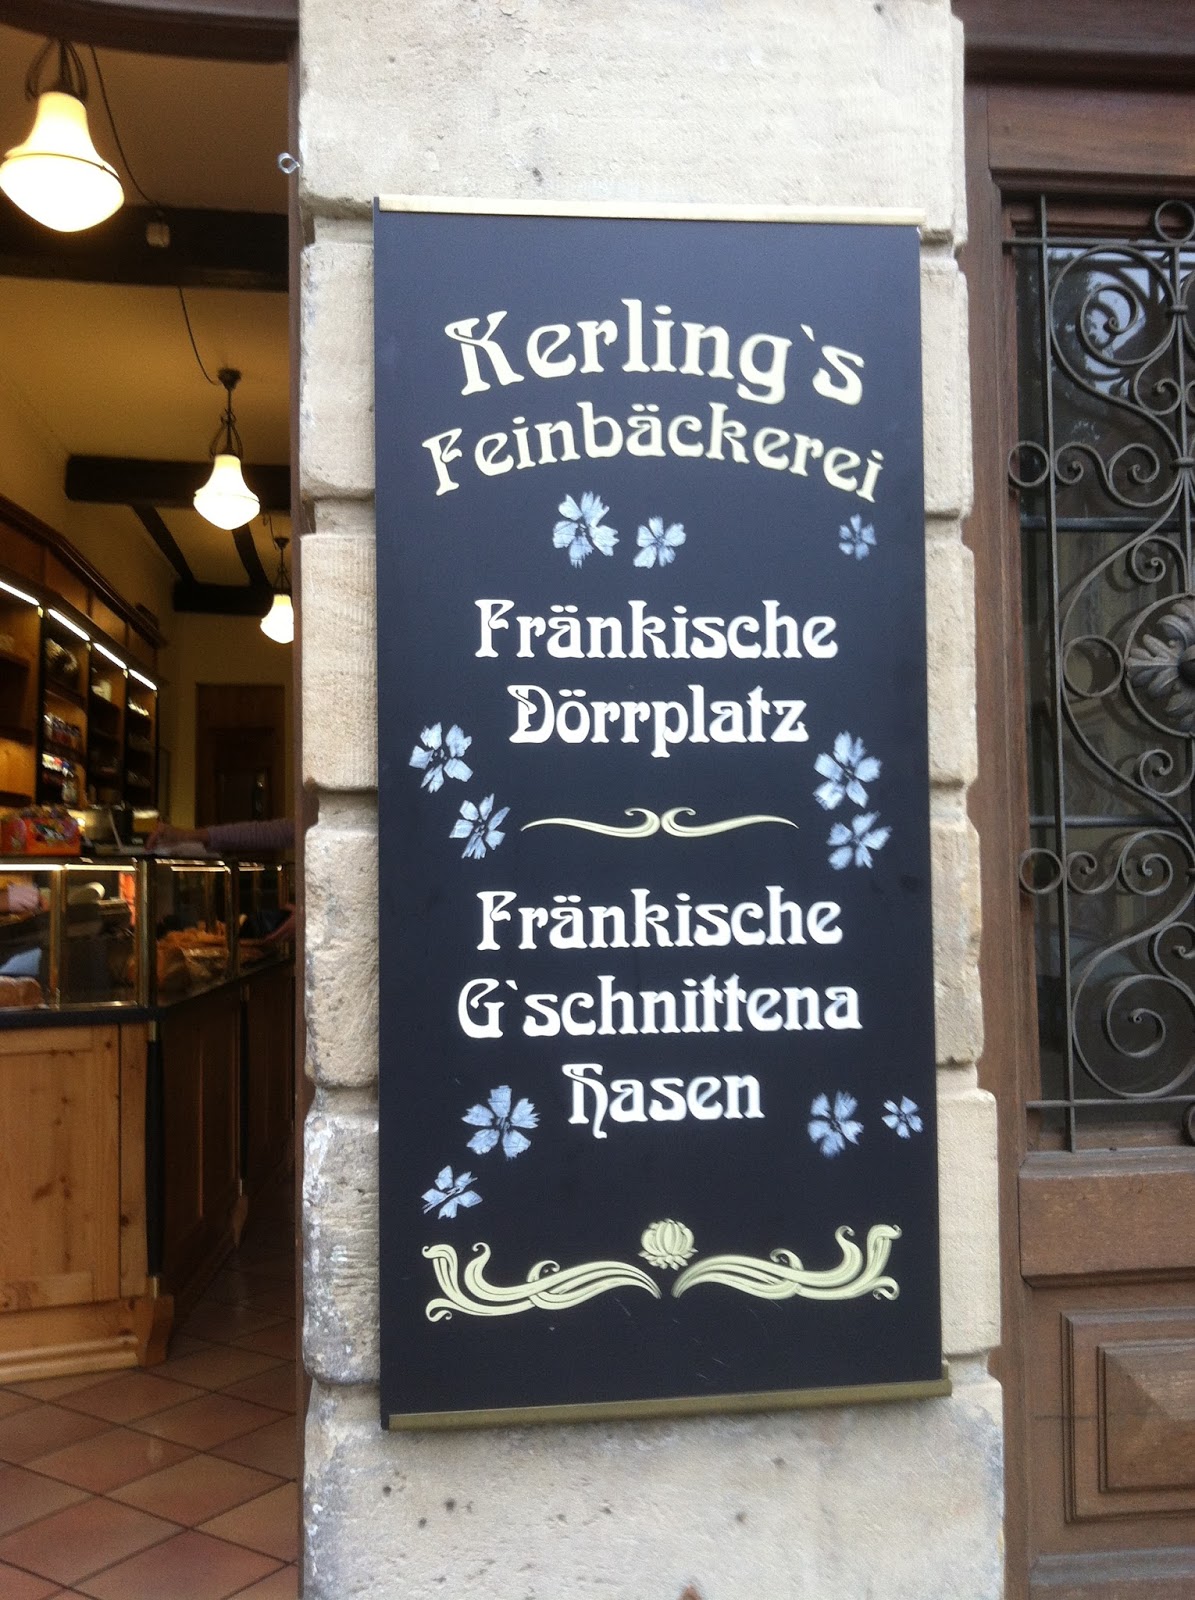 Kerling`s
Feinbäckerei
Fränkische
Dörrplatz
Fränkische
G`schnittena
Hasen